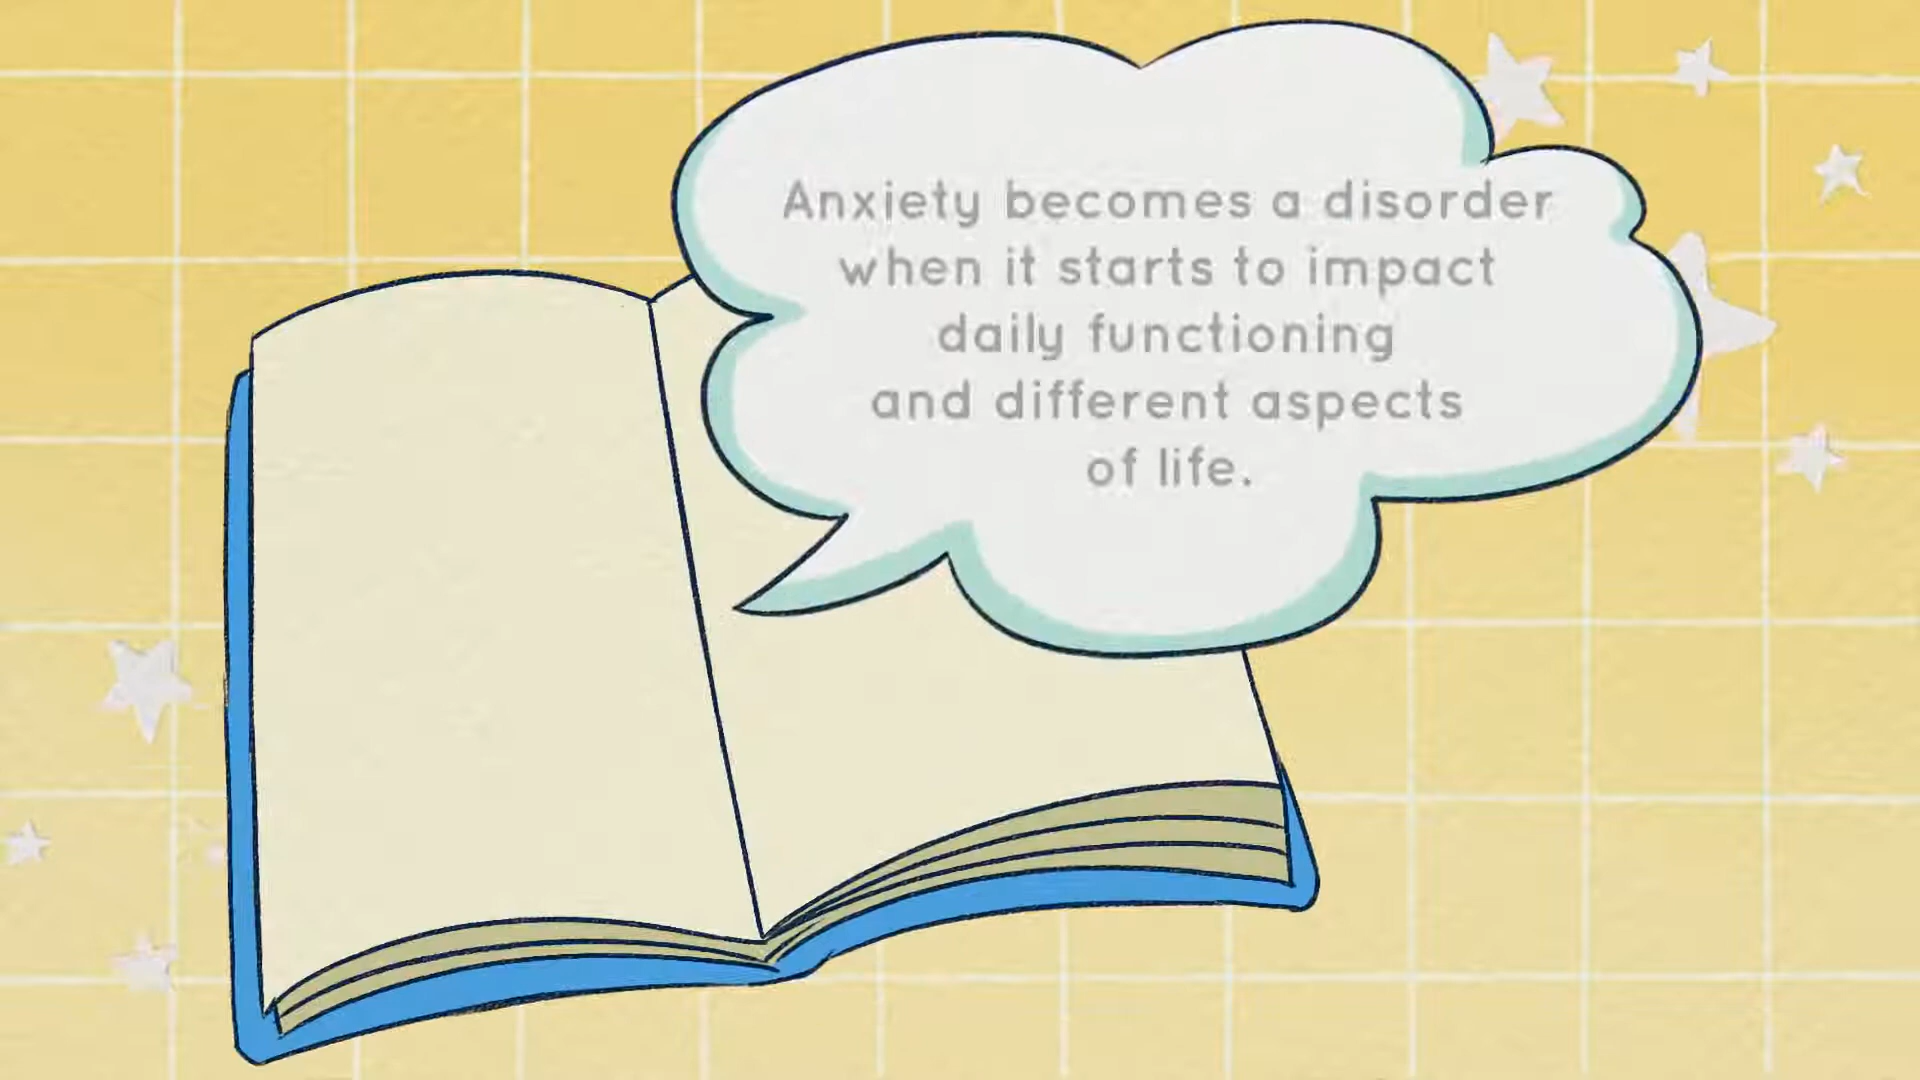 Anxiety becomes a disorder
when it starts to impact
daily functioning
and different aspects
of life.